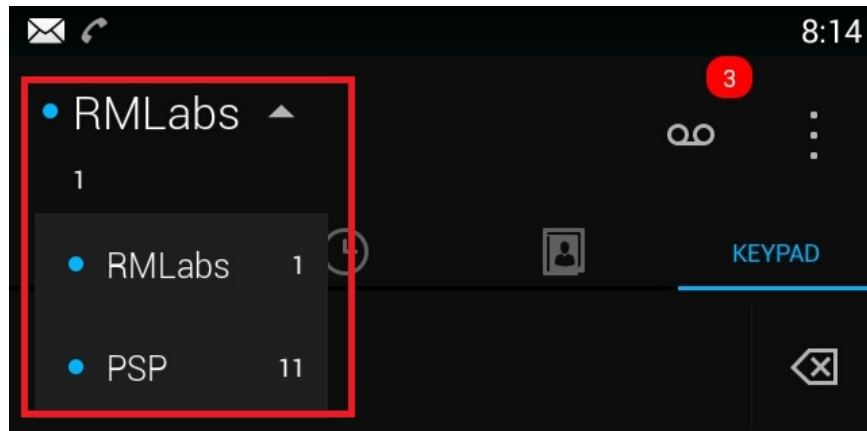 8:14
3
RMLabs
1
RMLabs 1
KEYPAD
PSP 11